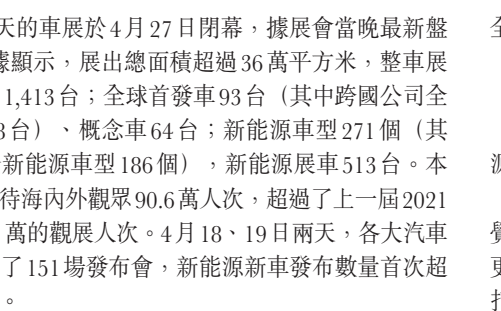 天的車展於4月27日閉幕，據展會當晚最新盤
據顯示，展出總面積超過36萬平方米，整車展
1,413台；全球首發車93台（其中跨國公司全
3台）、概念車64台；新能源車型271個（其
新能源車型186個），新能源展車513台。本
待海內外觀眾90.6萬人次，超過了上一屆2021
萬的觀展人次。4月18、19日兩天，各大汽車
了151場發布會，新能源新車發布數量首次超
。
全
源
更